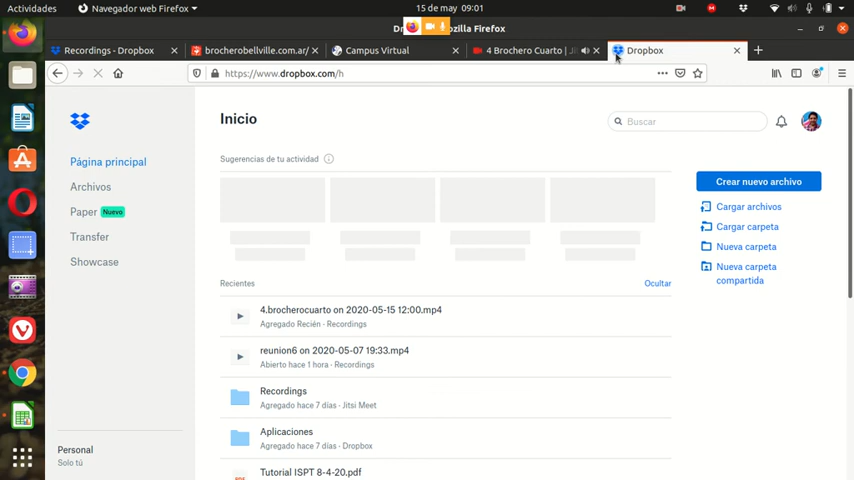 Actividades
Navegador web Firefox
15 de may 09:01
Mozilla Firefox
Recordings - Dropbox
brocherobellville.com.ar/
Campus Virtual
4 Brochero Cuarto |
Dropbox
https://www.dropbox.com/h
Inicio
Buscar
Página principal
Sugerencias de tu actividad
Crear nuevo archivo
Archivos
Cargar archivos
Paper Nuevo
Cargar carpeta
Transfer
Nueva carpeta
Showcase
Nueva carpeta
compartida
Recientes
Ocultar
4.brocherocuarto on 2020-05-15 12:00.mp4
Agregado Recién · Recordings
reunion6 on 2020-05-07 19:33.mp4
Abierto hace 1 hora · Recordings
Recordings
Agregado hace 7 días · Jitsi Meet
Aplicaciones
Agregado hace 7 días · Dropbox
Tutorial ISPT 8-4-20.pdf
Personal
Solo tú